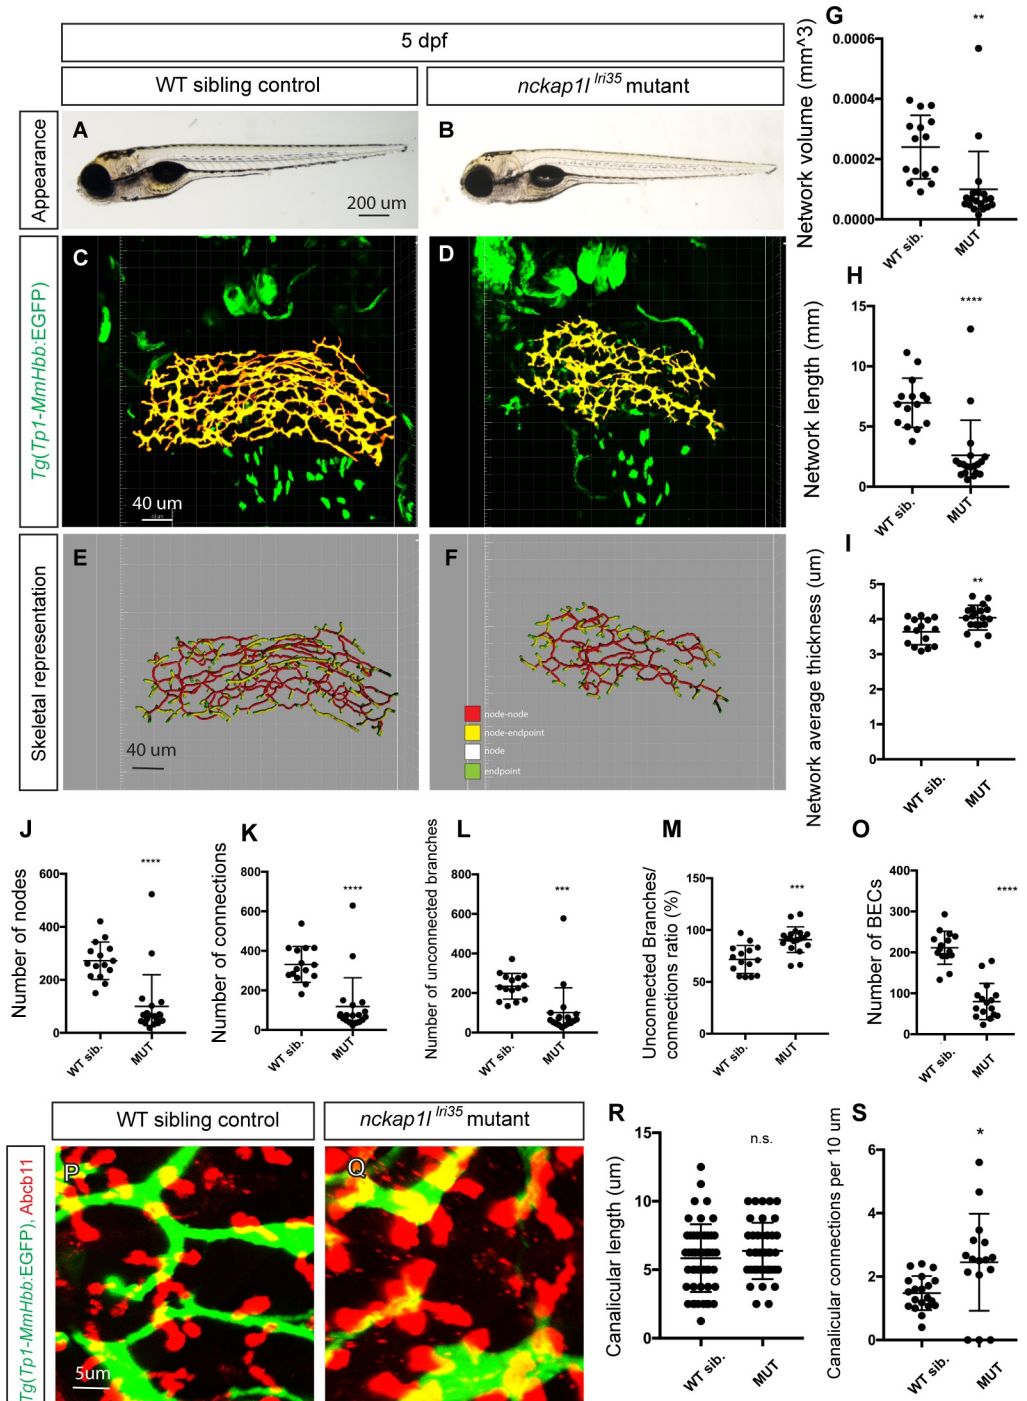 5 dpf
WT sibling control
nckap1l lri35 mutant
Appearance
A
200 um
B
Tg(Tp1-MmHbb:EGFP)
C
40 um
D
Skeletal representation
E
40 um
F
node-node
node-endpoint
node
endpoint
G
Network volume (mm^3)
**
0.0006
0.0004
0.0002
0.0000
WT sib.
MUT
H
Network length (mm)
****
15
10
5
0
WT sib.
MUT
I
Network average thickness (um)
**
5
4
3
2
1
0
WT sib.
MUT
J
Number of nodes
****
600
400
200
0
WT sib.
MUT
K
Number of connections
****
800
600
400
200
0
WT sib.
MUT
L
Number of unconnected branches
***
800
600
400
200
0
WT sib.
MUT
M
Unconnected Branches/
connections ratio (%)
***
150
100
50
0
WT sib.
MUT
O
Number of BECs
****
400
300
200
100
0
WT sib.
MUT
WT sibling control
nckap1l lri35 mutant
Tg(Tp1-MmHbb:EGFP), Abcb11
P
5um
Q
R
Canalicular length (um)
n.s.
15
10
5
0
WT sib.
MUT
S
Canalicular connections per 10 um
*
6
4
2
0
WT sib.
MUT